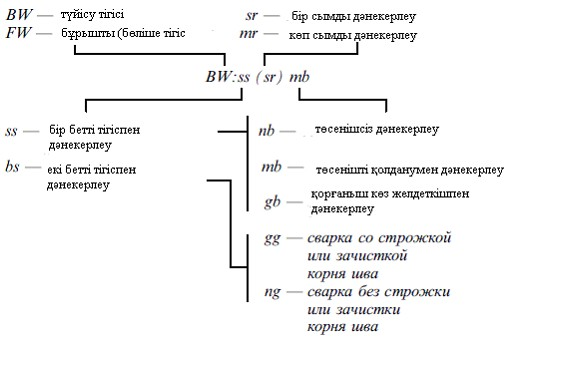 BW — түйісу тігісі
FW — бұрышты (бөліше тігіс
sr — бір сымды дәнекерлеу
mr — көп сымды дәнекерлеу
BW:ss (sr) mb
ss — бір бетті тігіспен
дәнекерлеу
bs — екі бетті тігіспен
дәнекерлеу
nb — төсенішсіз дәнекерлеу
mb — төсенішті қолданумен дәнекерлеу
gb — қорғаныш көз желдеткішпен
дәнекерлеу
gg — сварка со строжкой
или зачисткой
корня шва
ng — сварка без строжки
или зачистки
корня шва